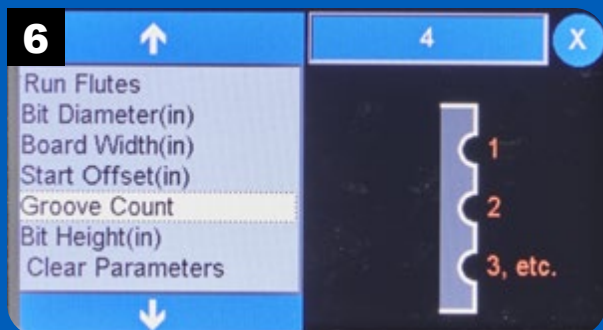 6
4
X
Run Flutes
Bit Diameter(in)
Board Width(in)
Start Offset(in)
Groove Count
Bit Height(in)
Clear Parameters
1
2
3, etc.